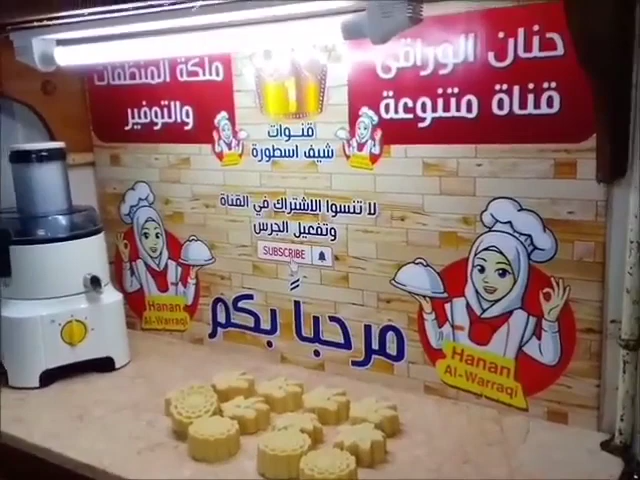 حنان الوراقى
قناة متنوعة
ملكة المنظفات
والتوفير
قنوات
شيف اسطورة
لا تنسوا الاشتراك في القناة
وتفعيل الجرس
SUBSCRIBE
مرحباً بكم
Hanan
Al-Warraqi
Hanan
Al-Warraqi